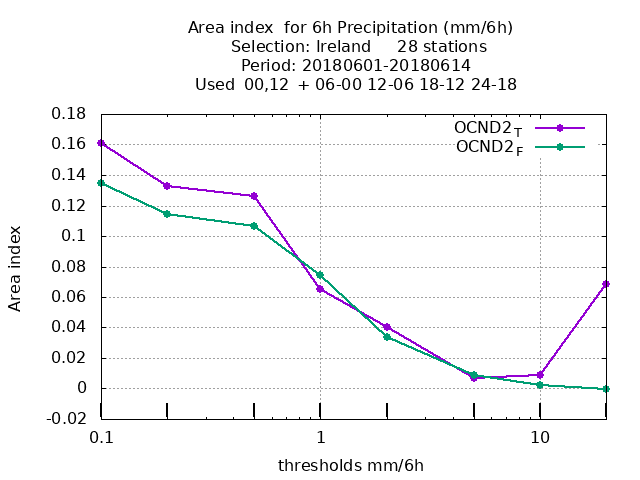 Area index  for 6h Precipitation (mm/6h)
Selection: Ireland     28 stations
Period: 20180601-20180614
Used  00,12  + 06-00 12-06 18-12 24-18
OCND2T
OCND2F
0.18
0.16
0.14
0.12
0.1
0.08
0.06
0.04
0.02
0
-0.02
Area index
0.1 1 10
thresholds mm/6h